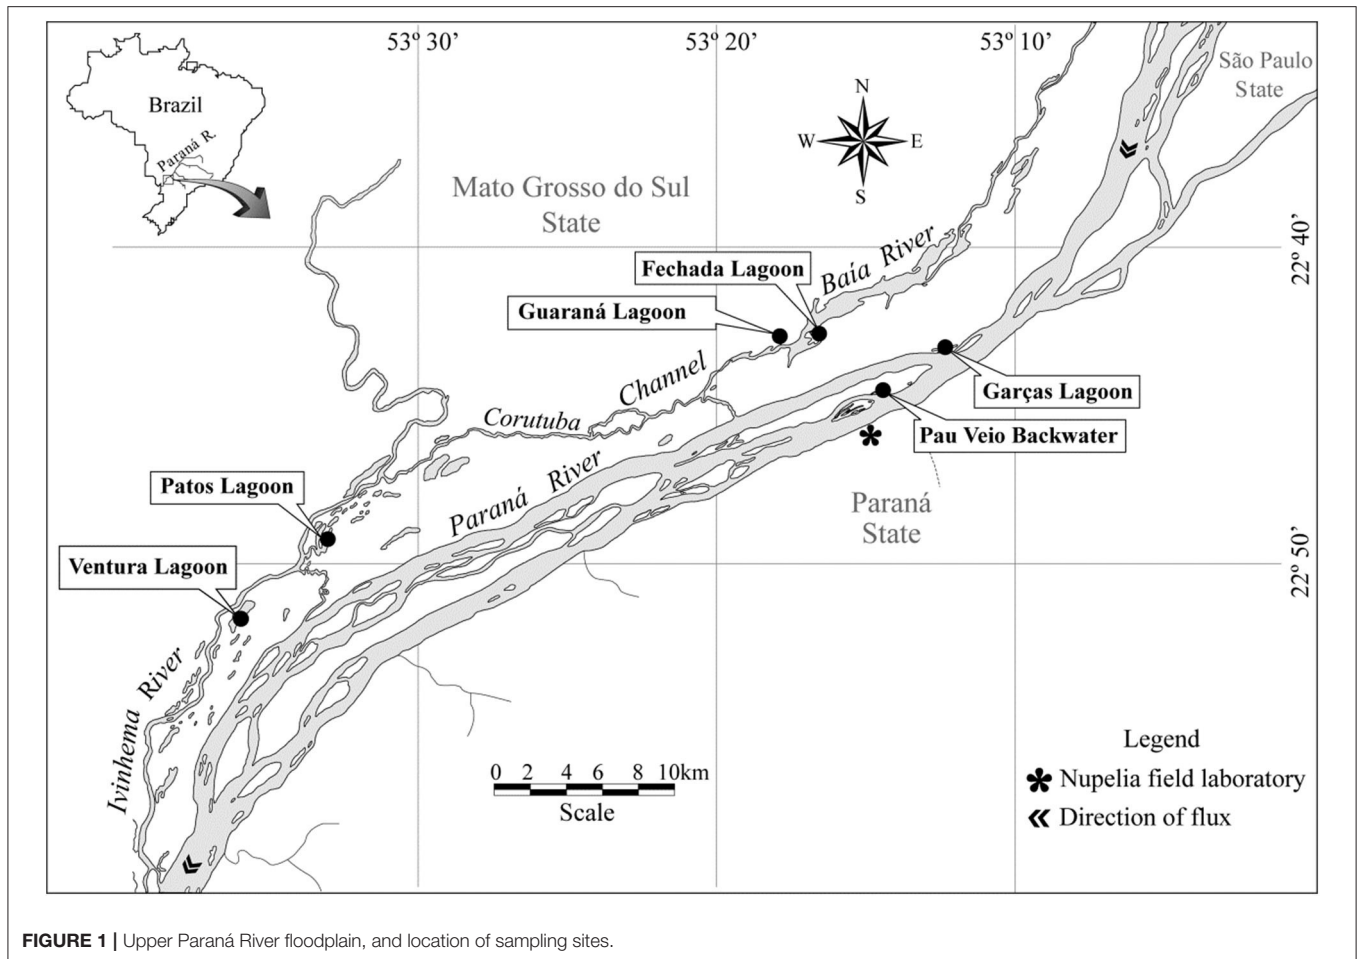 53º 30’
53º 20’
53º 10’
São Paulo
State
Brazil
Paraná R.
N
W
E
S
Mato Grosso do Sul
State
22º 40’
Baía River
Fechada Lagoon
Guaraná Lagoon
Channel
Corutuba
Garças Lagoon
Pau Veio Backwater
Paraná River
Patos Lagoon
Paraná
State
Ventura Lagoon
22º 50’
Ivinhema River
Legend
0 2 4 6 8 10km
Scale
Nupelia field laboratory
Direction of flux
FIGURE 1 | Upper Paraná River floodplain, and location of sampling sites.